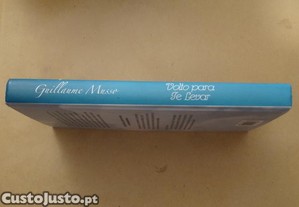 Guillaume Musso
Volto para
Te Levar
CustoJusto.pt